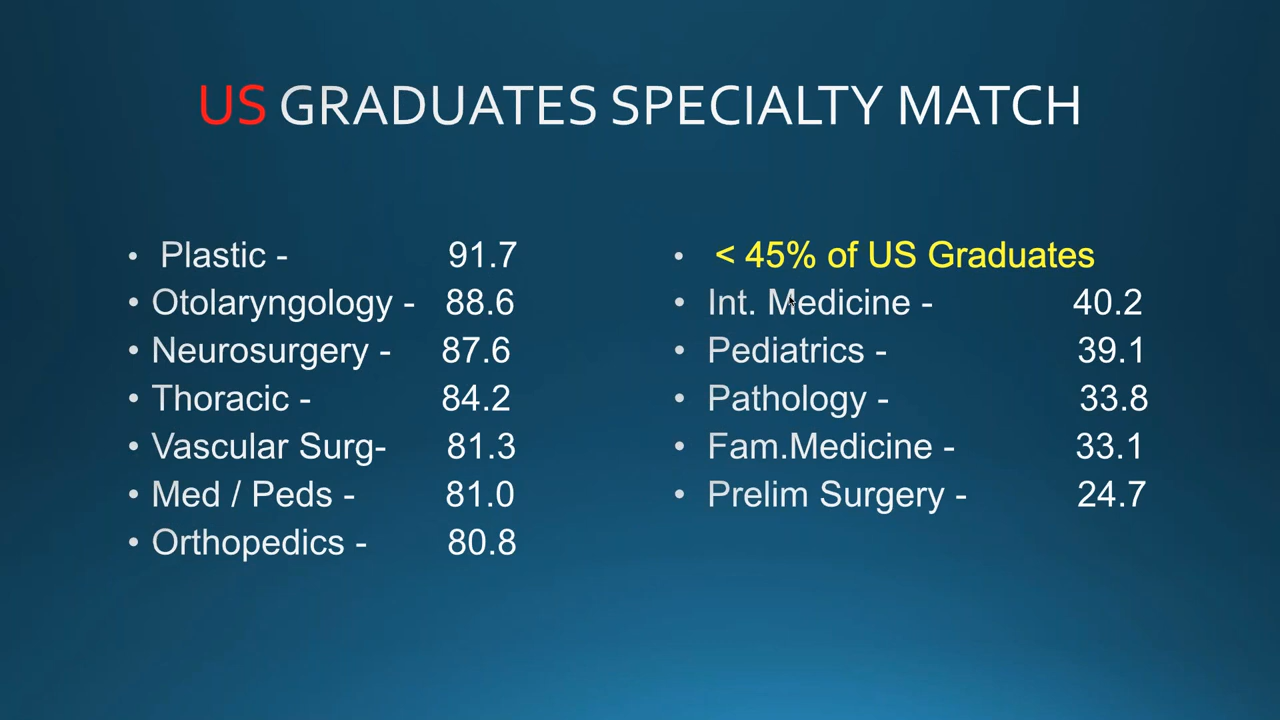 US GRADUATES SPECIALTY MATCH
• Plastic - 91.7
• Otolaryngology - 88.6
• Neurosurgery - 87.6
• Thoracic - 84.2
• Vascular Surg- 81.3
• Med / Peds - 81.0
• Orthopedics - 80.8
• < 45% of US Graduates
• Int. Medicine - 40.2
• Pediatrics - 39.1
• Pathology - 33.8
• Fam.Medicine - 33.1
• Prelim Surgery - 24.7